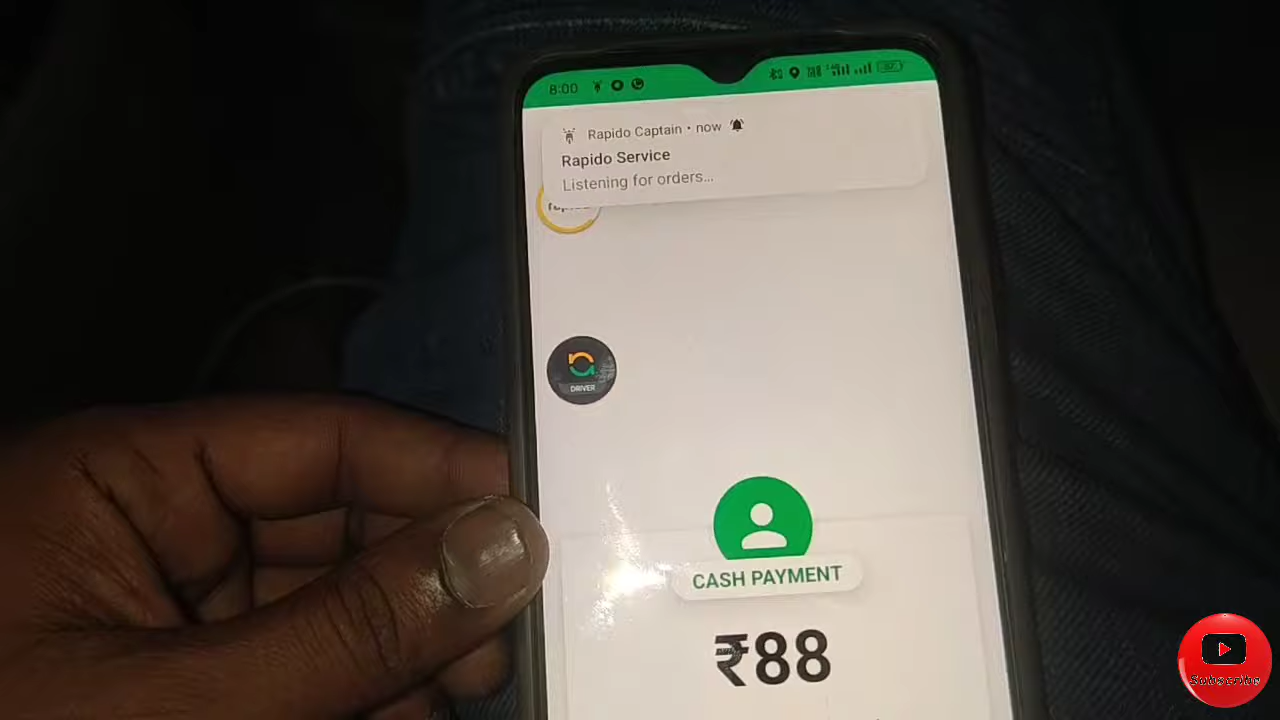 8:00
Rapido Captain • now
Rapido Service
Listening for orders...
DRIVER
CASH PAYMENT
₹88
Subscribe